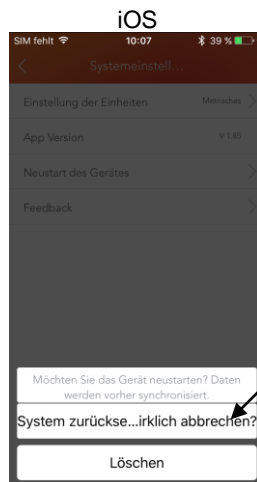 iOS
SIM fehlt 10:07 39 %
Systemeinstell...
Einstellung der Einheiten Metrisches
App Version V 1.85
Neustart des Gerätes
Feedback
Möchten Sie das Gerät neustarten? Daten
werden vorher synchronisiert.
System zurückse...irklich abbrechen?
Löschen